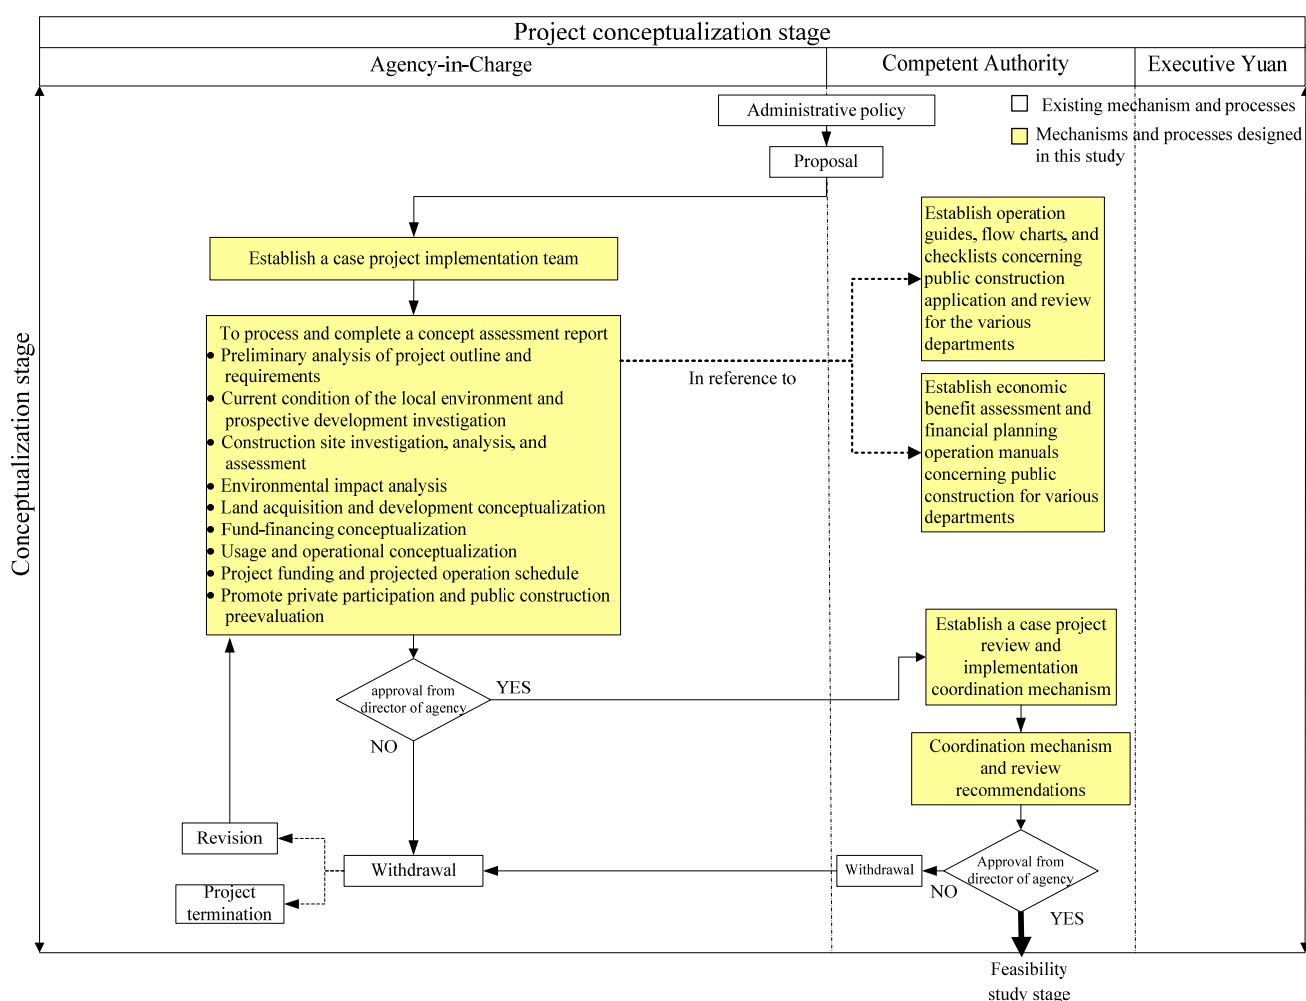 Project conceptualization stage
Agency-in-Charge
Competent Authority
Executive Yuan
Administrative policy
Existing mechanism and processes
Mechanisms and processes designed
in this study
Proposal
Establish a case project implementation team
Establish operation
guides, flow charts, and
checklists concerning
public construction
application and review
for the various
departments
To process and complete a concept assessment report
• Preliminary analysis of project outline and
requirements
• Current condition of the local environment and
prospective development investigation
• Construction site investigation, analysis, and
assessment
• Environmental impact analysis
• Land acquisition and development conceptualization
• Fund-financing conceptualization
• Usage and operational conceptualization
• Project funding and projected operation schedule
• Promote private participation and public construction
preevaluation
In reference to
Establish economic
benefit assessment and
financial planning
operation manuals
concerning public
construction for various
departments
Conceptualization stage
Establish a case project
review and
implementation
coordination mechanism
approval from
director of agency
YES
NO
Coordination mechanism
and review
recommendations
Revision
Withdrawal
Withdrawal
Approval from
director of agency
NO
YES
Project
termination
Feasibility
study stage